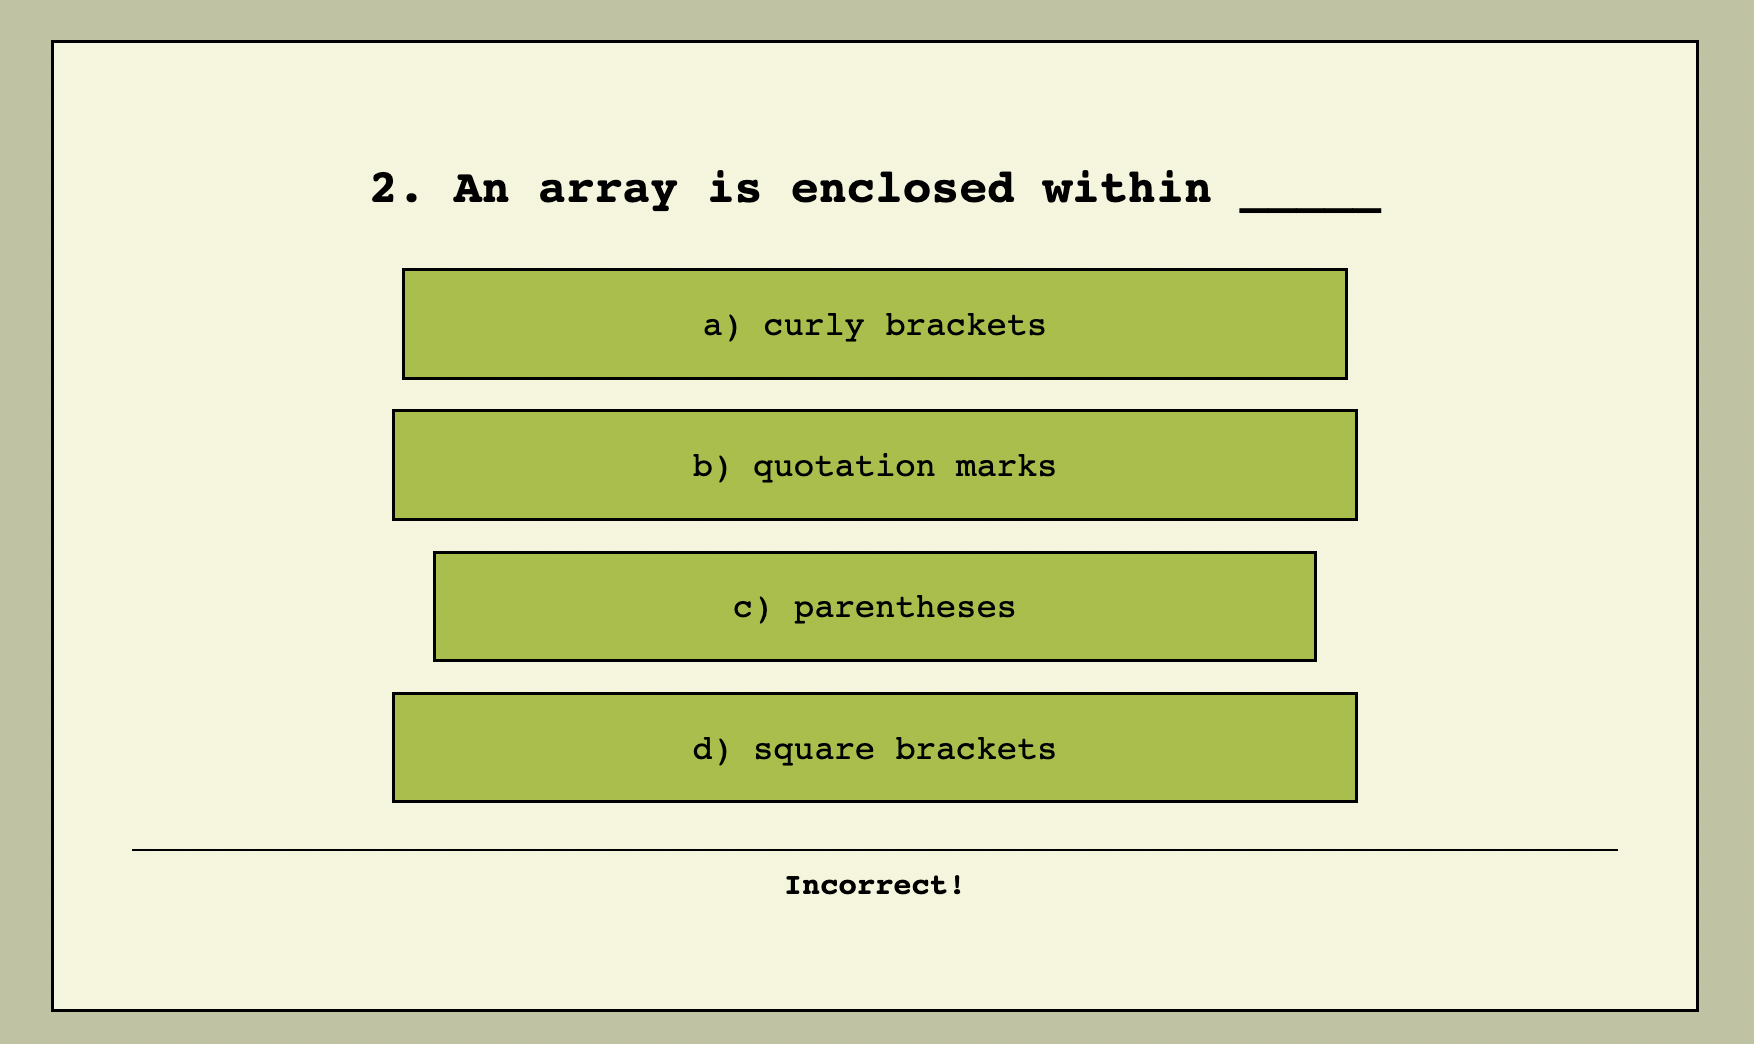 2. An array is enclosed within _____
a) curly brackets
b) quotation marks
c) parentheses
d) square brackets
Incorrect!